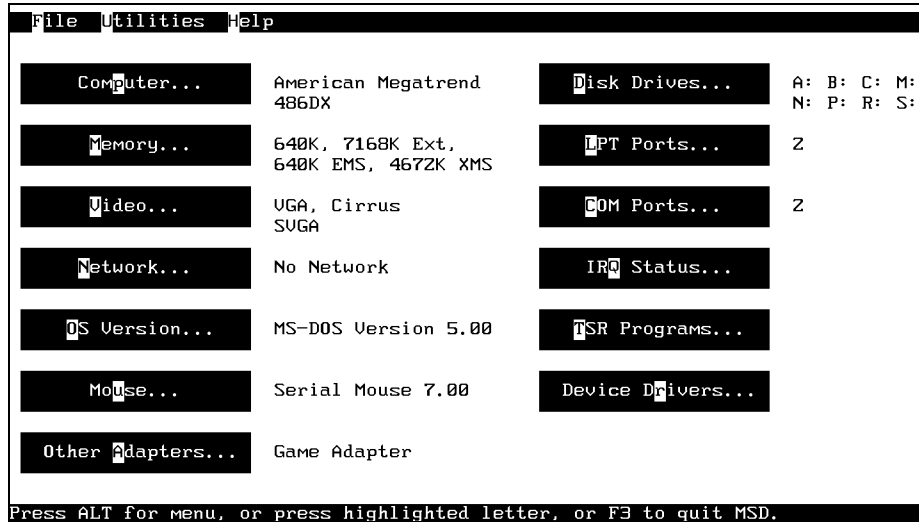 File Utilities Help
Computer... American Megatrend Disk Drives... A: B: C: M:
486DX N: P: R: S:
Memory... 640K, 7168K Ext, LPT Ports... Z
640K EMS, 4672K XMS
Video... VGA, Cirrus COM Ports... Z
SVGA
Network... No Network IRQ Status...
OS Version... MS-DOS Version 5.00 TSR Programs...
Mouse... Serial Mouse 7.00 Device Drivers...
Other Adapters... Game Adapter
Press ALT for menu, or press highlighted letter, or F3 to quit MSD.